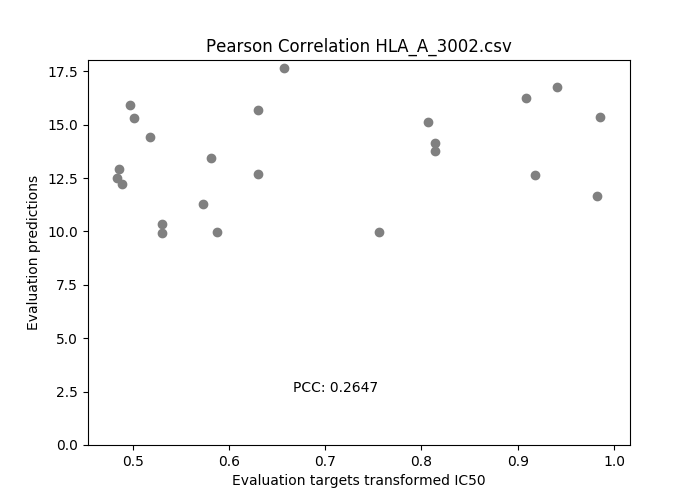 Pearson Correlation HLA_A_3002.csv
17.5
15.0
12.5
10.0
7.5
5.0
2.5
0.0
Evaluation predictions
PCC: 0.2647
0.5 0.6 0.7 0.8 0.9 1.0
Evaluation targets transformed IC50